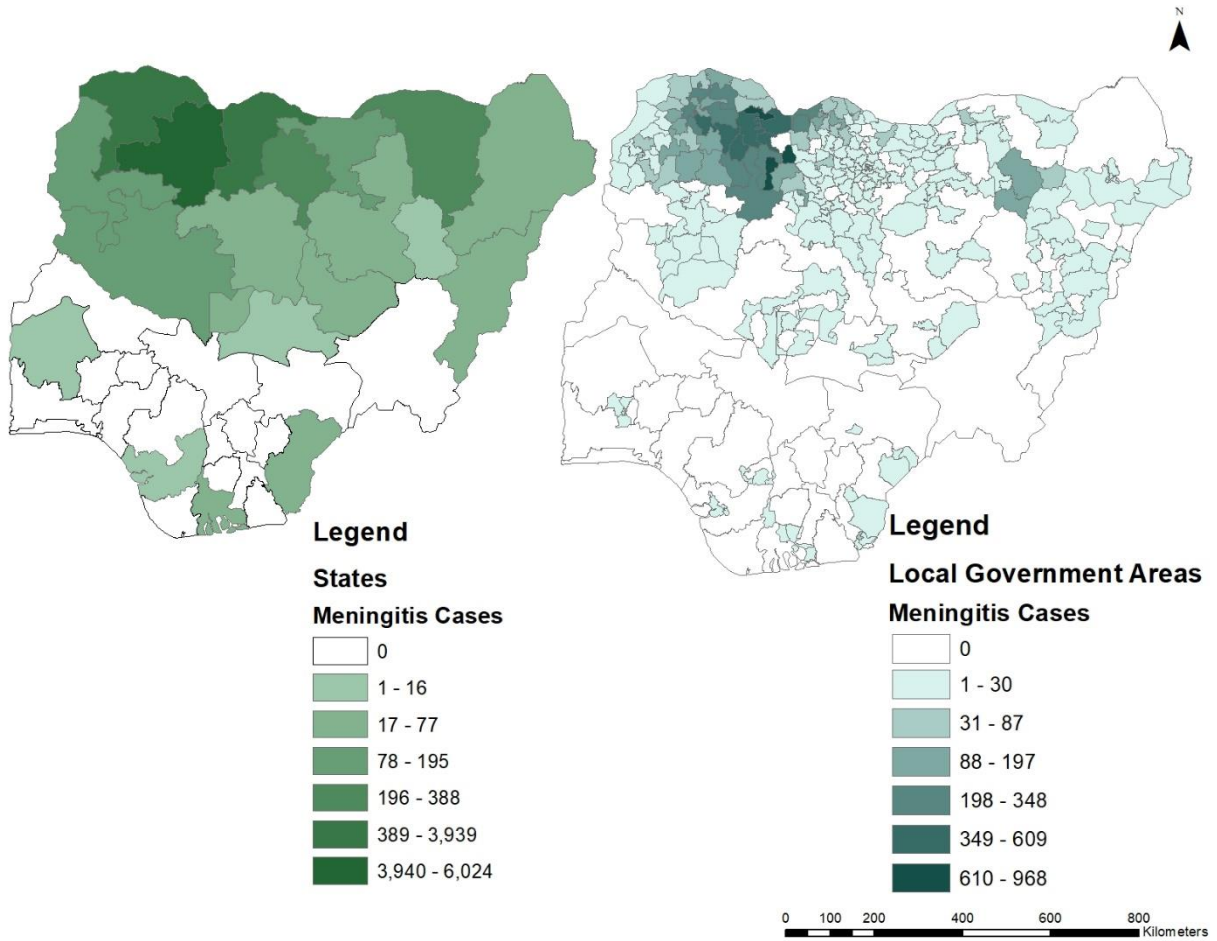 N
Legend
States
Meningitis Cases
0
1 - 16
17 - 77
78 - 195
196 - 388
389 - 3,939
3,940 - 6,024
Legend
Local Government Areas
Meningitis Cases
0
1 - 30
31 - 87
88 - 197
198 - 348
349 - 609
610 - 968
0 100 200 400 600 800
Kilometers